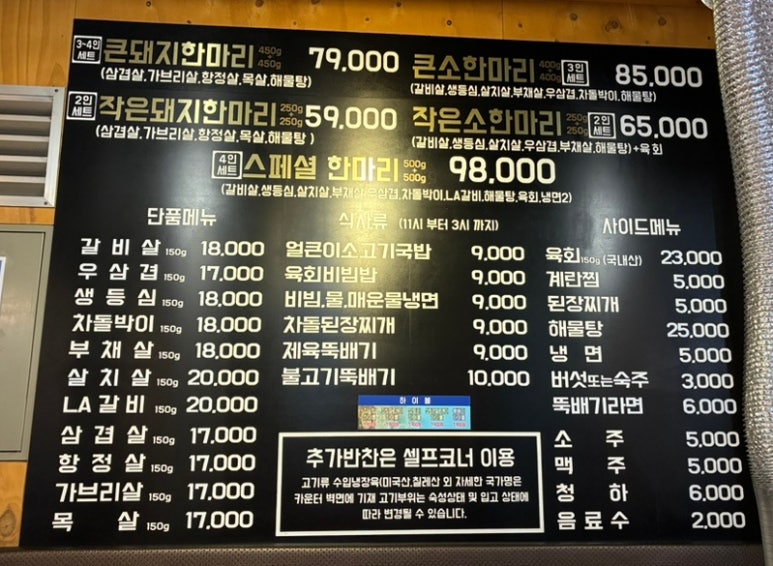 3~4인 세트 큰돼지한마리 450g + 450g 79,000
(삼겹살,가브리살,항정살,목살,해물탕)
큰소한마리 400g + 400g 3인 세트 85,000
(갈비살,생등심,살치살,부채살,우삼겹,차돌박이,해물탕)
2인 세트 작은돼지한마리 250g + 250g 59,000
(삼겹살,가브리살,항정살,목살,해물탕)
작은소한마리 250g + 250g 2인 세트 65,000
(갈비살,생등심,살치살,우삼겹,부채살,해물탕)+육회
4인 세트 스페셜 한마리 500g + 500g 98,000
(갈비살,생등심,살치살,부채살,우삼겹,차돌박이,LA갈비,해물탕,육회,냉면2)
단품메뉴
갈비살 150g 18,000
우삼겹 150g 17,000
생등심 150g 18,000
차돌박이 150g 18,000
부채살 150g 18,000
살치살 150g 20,000
LA갈비 150g 20,000
삼겹살 150g 17,000
항정살 150g 17,000
가브리살 150g 17,000
목살 150g 17,000
식사류 (11시 부터 3시 까지)
얼큰이소고기국밥 9,000
육회비빔밥 9,000
비빔,물,매운물냉면 9,000
차돌된장찌개 9,000
제육뚝배기 9,000
불고기뚝배기 10,000
하이볼
추가반찬은 셀프코너 이용
고기류 수입냉장육(미국산,칠레산 외 자세한 국가명은
카운터 벽면에 기재 고기부위는 숙성상태 및 입고 상태에
따라 변경될 수 있습니다.
사이드메뉴
육회 150g (국내산) 23,000
계란찜 5,000
된장찌개 5,000
해물탕 25,000
냉면 5,000
버섯또는숙주 3,000
뚝배기라면 6,000
소주 5,000
맥주 5,000
청하 6,000
음료수 2,000